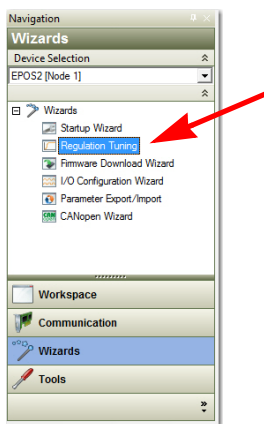 Navigation
Wizards
Device Selection
EPOS2 [Node 1]
Wizards
Startup Wizard
Regulation Tuning
Firmware Download Wizard
I/O Configuration Wizard
Parameter Export/Import
CANopen Wizard
Workspace
Communication
Wizards
Tools